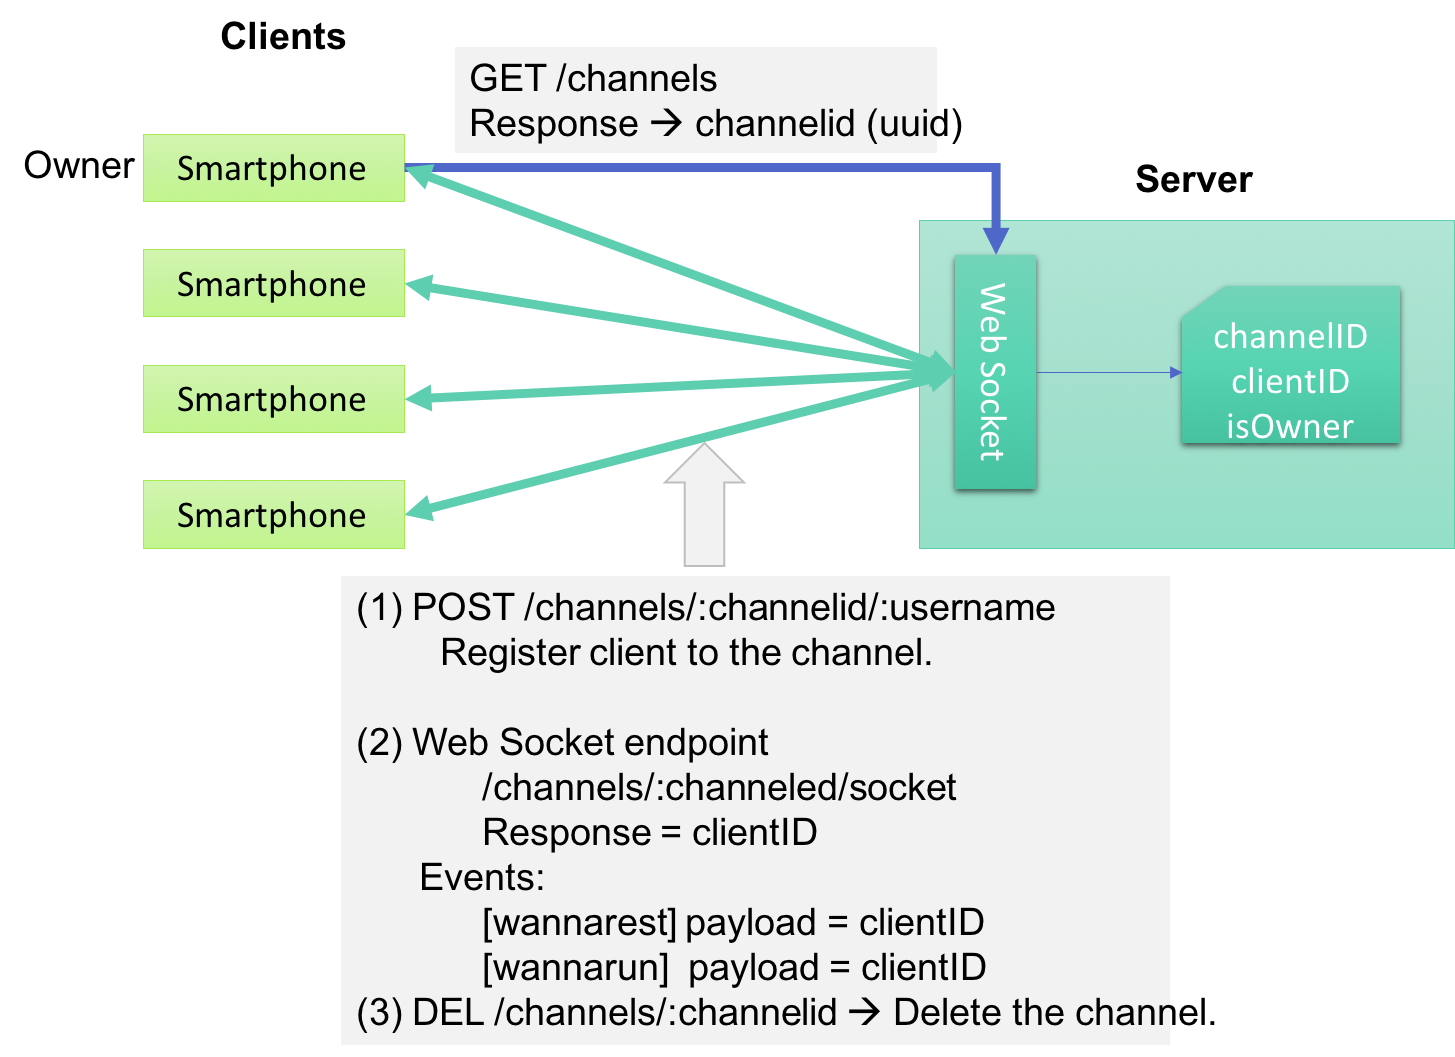 Clients
GET /channels
Response → channelid (uuid)
Owner
Smartphone
Server
Smartphone
Smartphone
Smartphone
Web Socket
channelID
clientID
isOwner
(1) POST /channels/:channelid/:username
Register client to the channel.
(2) Web Socket endpoint
/channels/:channeled/socket
Response = clientID
Events:
[wannarest] payload = clientID
[wannarun] payload = clientID
(3) DEL /channels/:channelid → Delete the channel.